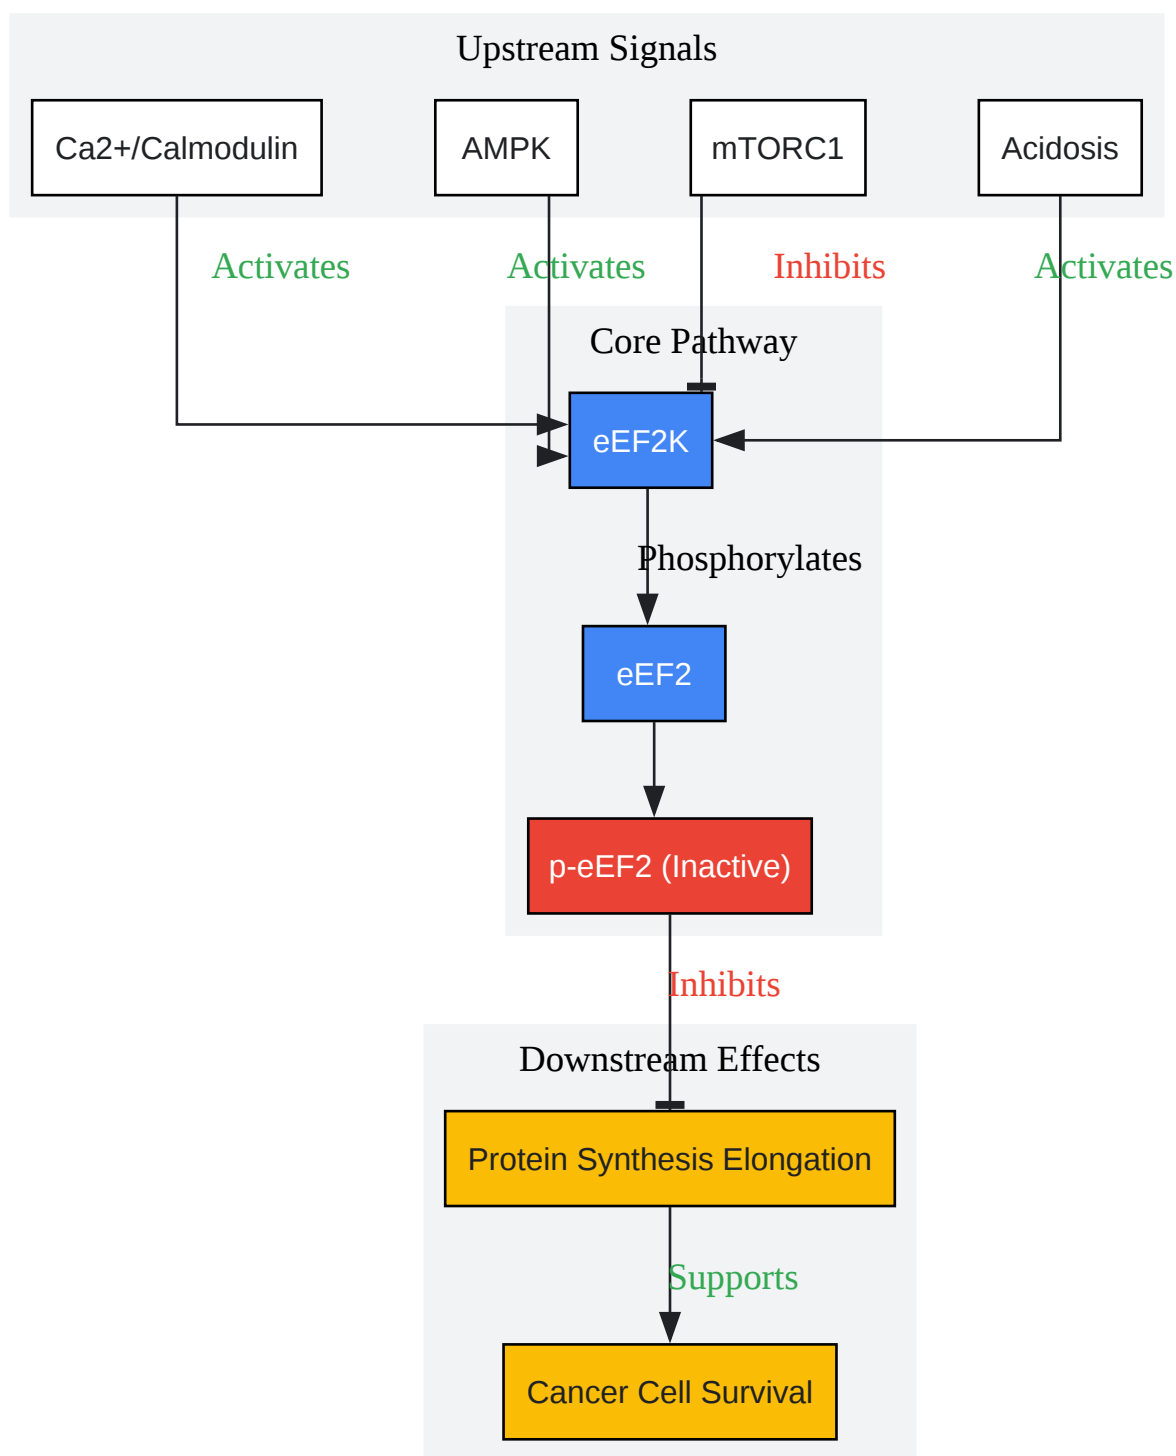 Upstream Signals
Ca2+/Calmodulin
AMPK
mTORC1
Acidosis
Activates
Activates
Inhibits
Activates
Core Pathway
eEF2K
Phosphorylates
eEF2
p-eEF2 (Inactive)
Inhibits
Downstream Effects
Protein Synthesis Elongation
Supports
Cancer Cell Survival